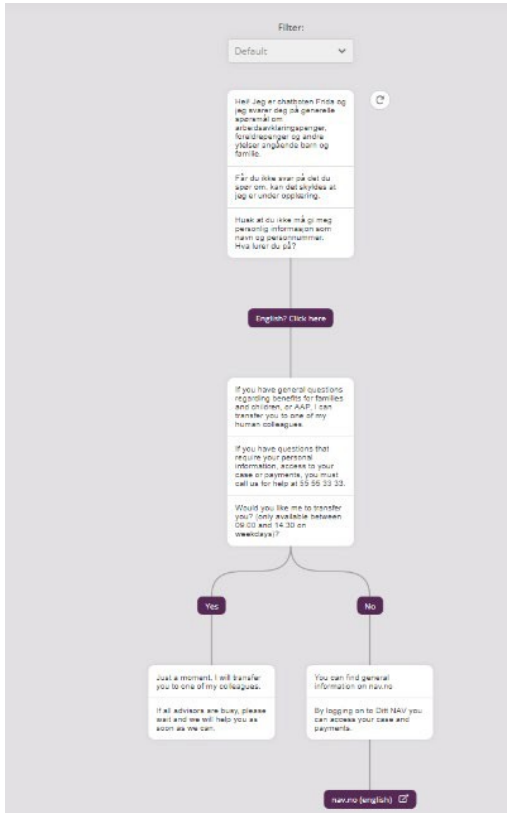 Filter:
Default
Hei! Jeg er chatboten Frida og
jeg svarer deg på generelle
spørsmål om
arbeidsavklaringspenger,
foreldrepenger og andre
ytelser angående barn og
familie.
Får du ikke svar på det du
spør om, kan det skyldes at
jeg er under opplæring.
Husk at du ikke må gi meg
personlig informasjon som
navn og personnummer.
Hva lurer du på?
English? Click here
If you have general questions
regarding benefits for families
and children, or AAP, I can
transfer you to one of my
human colleagues.
If you have questions that
require your personal
information, access to your
case or payments, you must
call us for help at 55 55 33 33.
Would you like me to transfer
you? (only available between
09:00 and 14:30 on
weekdays)?
Yes
No
Just a moment, I will transfer
you to one of my colleagues.
If all advisors are busy, please
wait and we will help you as
soon as we can.
You can find general
information on nav.no
By logging on to Ditt NAV you
can access your case and
payments.
nav.no (english)